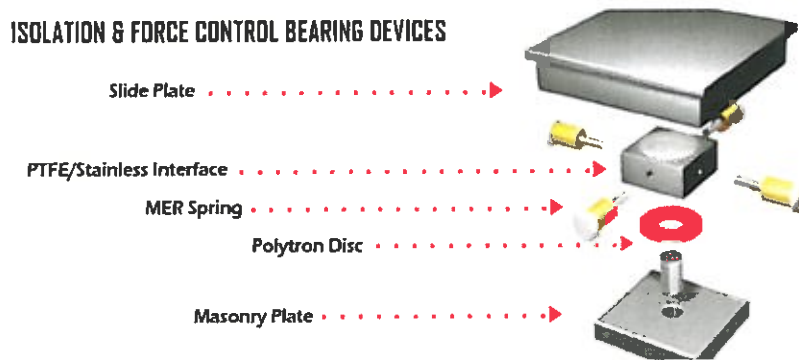 ISOLATION & FORCE CONTROL BEARING DEVICES
Slide Plate
PTFE/Stainless Interface
MER Spring
Polytron Disc
Masonry Plate